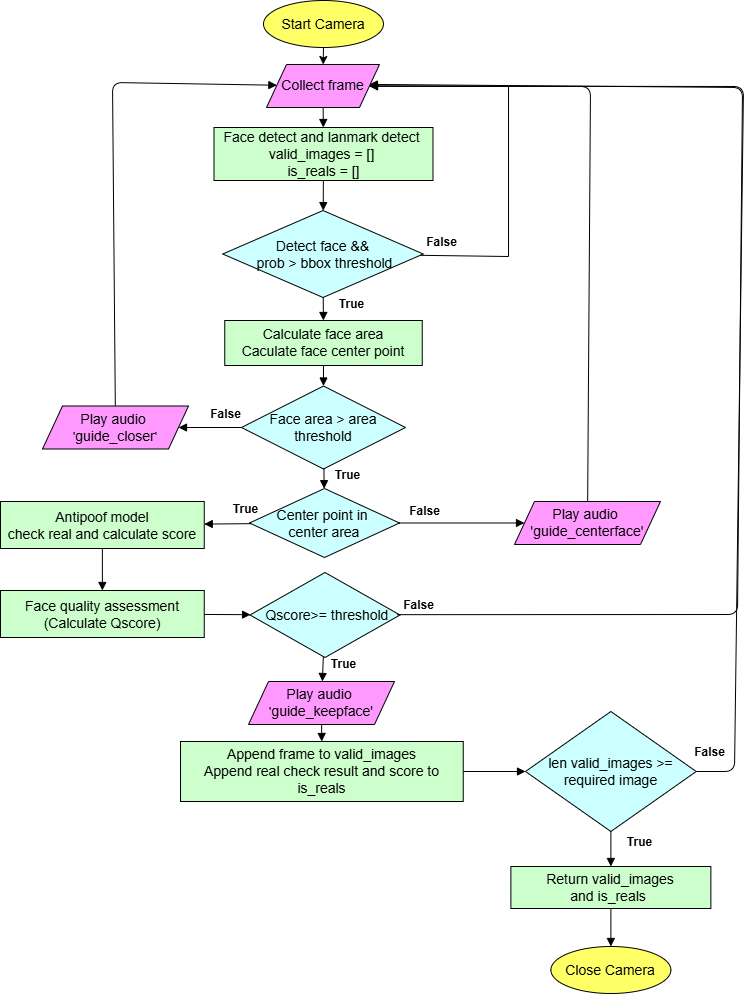 Start Camera
Collect frame
Face detect and lanmark detect
valid_images = []
is_reals = []
Detect face &&
prob > bbox threshold
False
True
Calculate face area
Caculate face center point
Face area > area
threshold
False
Play audio
'guide_closer'
True
Center point in
center area
True
False
Antipoof model
check real and calculate score
Play audio
'guide_centerface'
Face quality assessment
(Calculate Qscore)
Qscore>= threshold
False
True
Play audio
'guide_keepface'
Append frame to valid_images
Append real check result and score to
is_reals
len valid_images >=
required image
False
True
Return valid_images
and is_reals
Close Camera